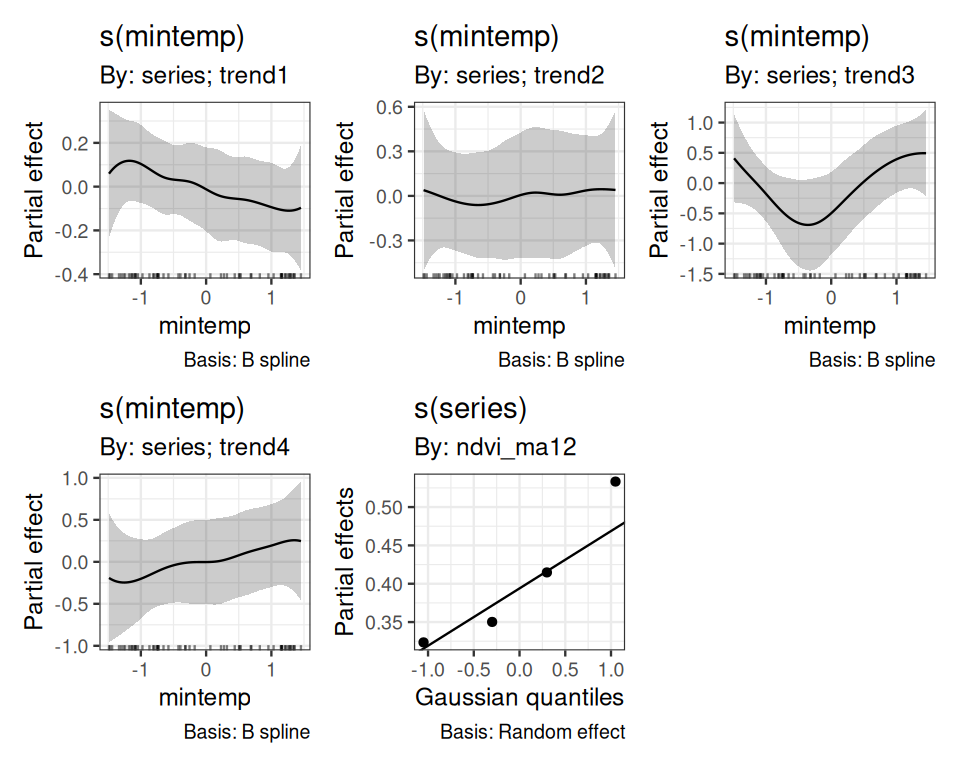 s(mintemp)
By: series; trend1
Partial effect
0.2
0.0
-0.2
-0.4
-1 0 1
mintemp
Basis: B spline
s(mintemp)
By: series; trend2
Partial effect
0.6
0.3
0.0
-0.3
-1 0 1
mintemp
Basis: B spline
s(mintemp)
By: series; trend3
Partial effect
1.0
0.5
0.0
-0.5
-1.0
-1.5
-1 0 1
mintemp
Basis: B spline
s(mintemp)
By: series; trend4
Partial effect
1.0
0.5
0.0
-0.5
-1.0
-1 0 1
mintemp
Basis: B spline
s(series)
By: ndvi_ma12
Partial effects
0.50
0.45
0.40
0.35
-1.0 -0.5 0.0 0.5 1.0
Gaussian quantiles
Basis: Random effect